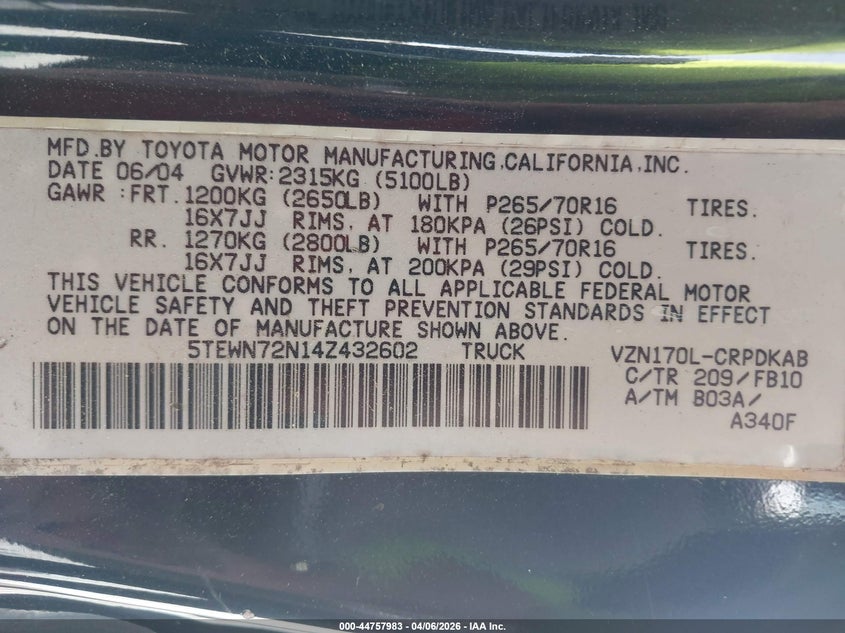 MFD.BY TOYOTA MOTOR MANUFACTURING,CALIFORNIA,INC.
DATE 06/04 GVWR:2315KG (5100LB)
GAWR :FRT. 1200KG (2650LB) WITH P265/70R16 TIRES.
16X7JJ RIMS, AT 180KPA (26PSI) COLD.
RR. 1270KG (2800LB) WITH P265/70R16 TIRES.
16X7JJ RIMS, AT 200KPA (29PSI) COLD.
THIS VEHICLE CONFORMS TO ALL APPLICABLE FEDERAL MOTOR
VEHICLE SAFETY AND THEFT PREVENTION STANDARDS IN EFFECT
ON THE DATE OF MANUFACTURE SHOWN ABOVE.
5TEWN72N14Z432602 TRUCK VZN170L-CRPDKAB
C/TR 209/FB10
A/TM B03A/
A340F
000-44757983 - 04/06/2026 - IAA Inc.